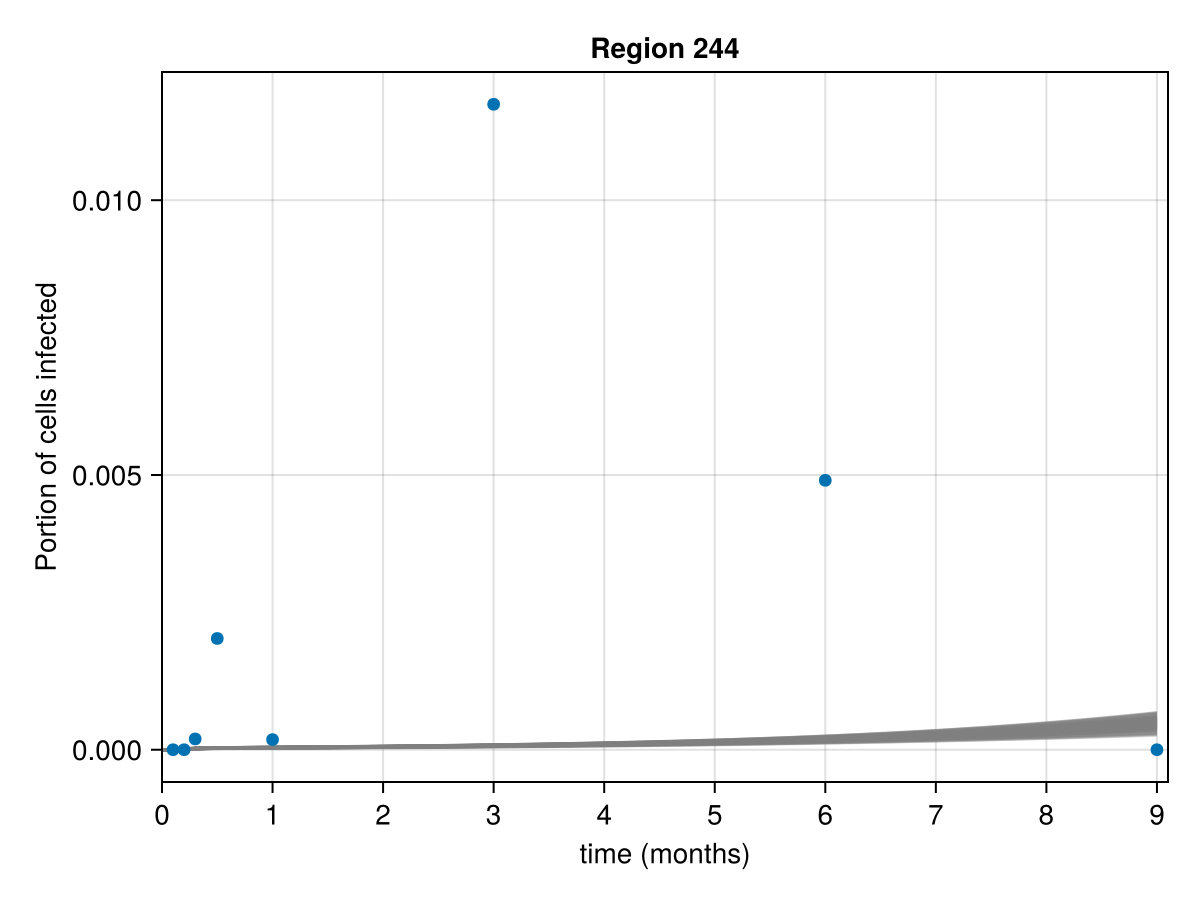 Region 244
Portion of cells infected
0.010
0.005
0.000
0 1 2 3 4 5 6 7 8 9
time (months)